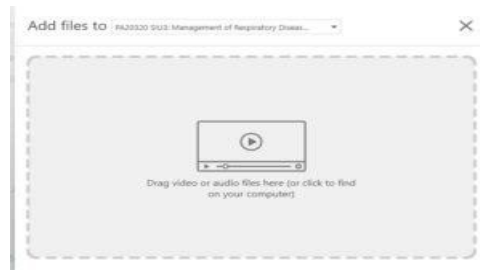 Add files to PA20320 SIU3: Management of Respiratory Diseas...
Drag video or audio files here (or click to find
on your computer)